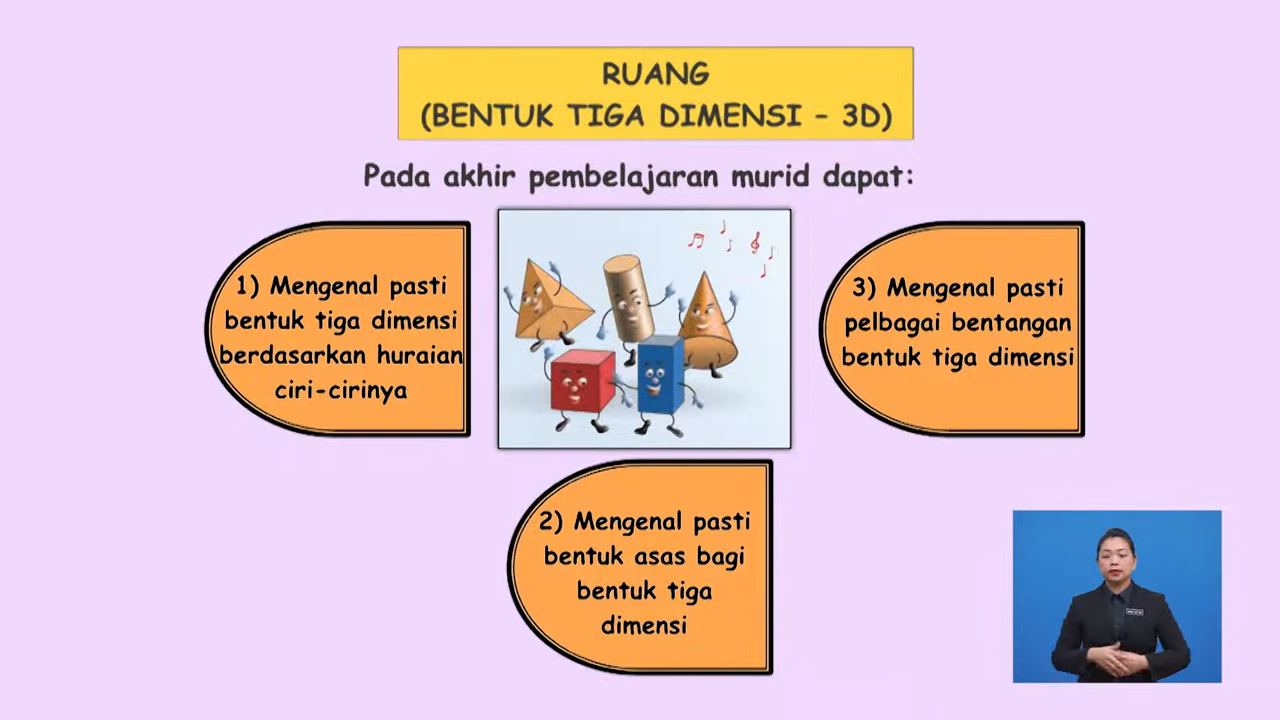 RUANG
(BENTUK TIGA DIMENSI - 3D)
Pada akhir pembelajaran murid dapat:
1) Mengenal pasti
bentuk tiga dimensi
berdasarkan huraian
ciri-cirinya
2) Mengenal pasti
bentuk asas bagi
bentuk tiga
dimensi
3) Mengenal pasti
pelbagai bentangan
bentuk tiga dimensi